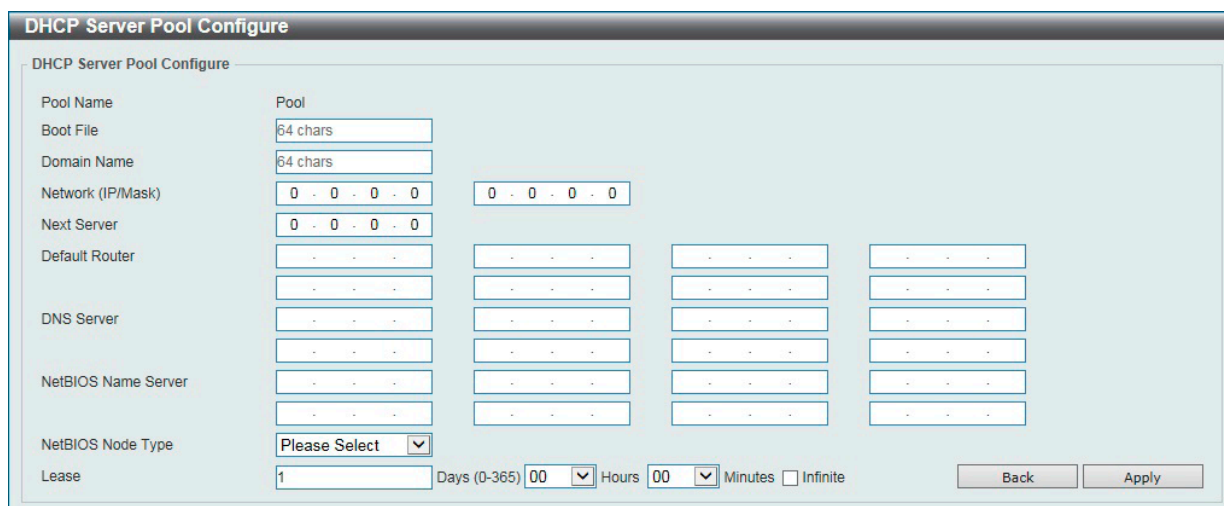 DHCP Server Pool Configure
DHCP Server Pool Configure
Pool Name Pool
Boot File 64 chars
Domain Name 64 chars
Network (IP/Mask) 0 . 0 . 0 . 0 0 . 0 . 0 . 0
Next Server 0 . 0 . 0 . 0
Default Router . . . . . . . . . . . .
. . . . . . . . . . . .
DNS Server . . . . . . . . . . . .
. . . . . . . . . . . .
NetBIOS Name Server . . . . . . . . . . . .
. . . . . . . . . . . .
NetBIOS Node Type Please Select
Lease 1 Days (0-365) 00 Hours 00 Minutes Infinite Back Apply